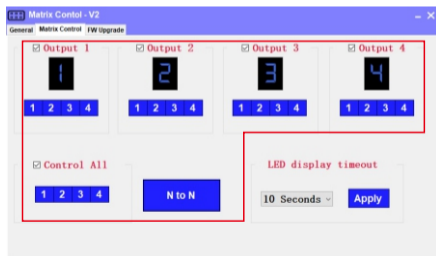 Matrix Contol - V2
General Matrix Control FW Upgrade
Output 1 Output 2 Output 3 Output 4
1 2 3 4
1 2 3 4 1 2 3 4 1 2 3 4 1 2 3 4
Control All LED display timeout
1 2 3 4 N to N 10 Seconds Apply